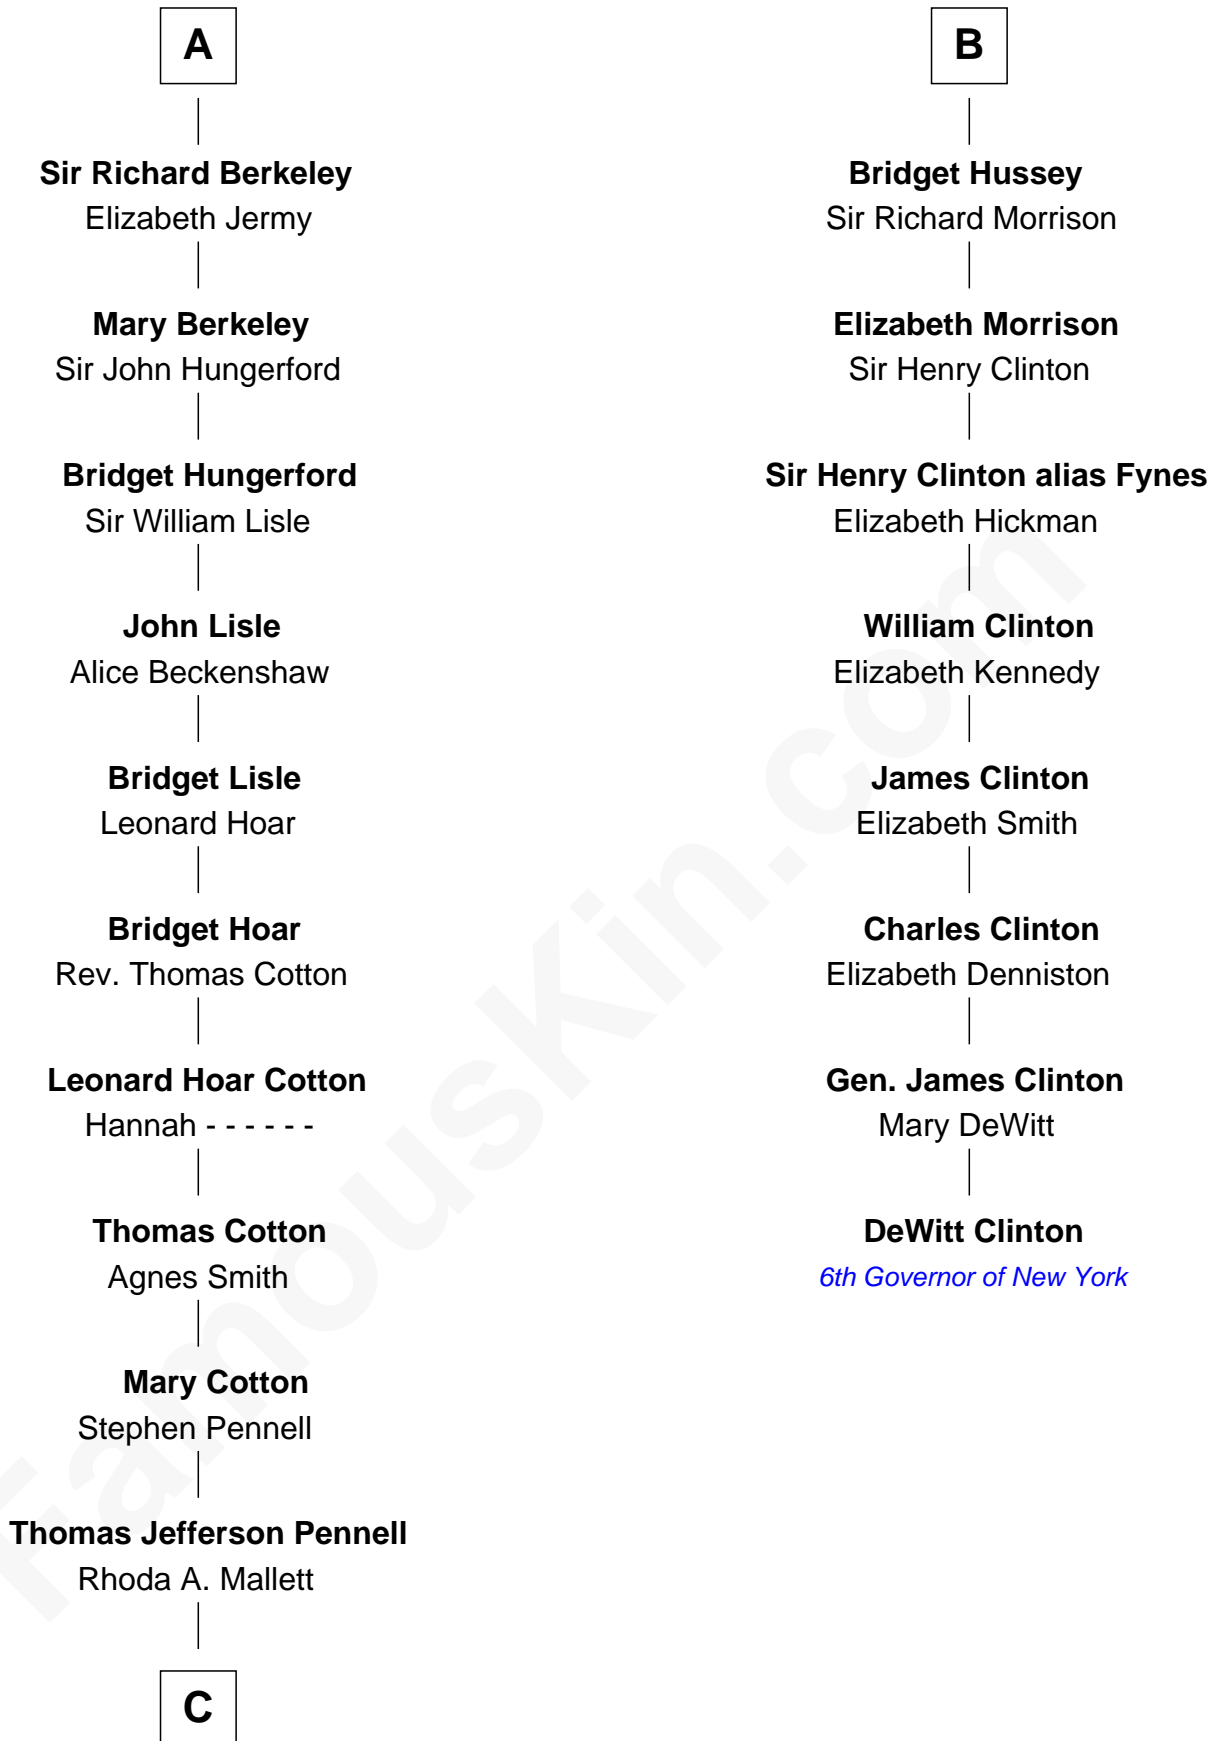 A
Sir Richard Berkeley
Elizabeth Jermy
Mary Berkeley
Sir John Hungerford
Bridget Hungerford
Sir William Lisle
John Lisle
Alice Beckenshaw
Bridget Lisle
Leonard Hoar
Bridget Hoar
Rev. Thomas Cotton
Leonard Hoar Cotton
Hannah - - - - - -
Thomas Cotton
Agnes Smith
Mary Cotton
Stephen Pennell
Thomas Jefferson Pennell
Rhoda A. Mallett
C
B
Bridget Hussey
Sir Richard Morrison
Elizabeth Morrison
Sir Henry Clinton
Sir Henry Clinton alias Fynes
Elizabeth Hickman
William Clinton
Elizabeth Kennedy
James Clinton
Elizabeth Smith
Charles Clinton
Elizabeth Denniston
Gen. James Clinton
Mary DeWitt
DeWitt Clinton
6th Governor of New York
FamousKin.com